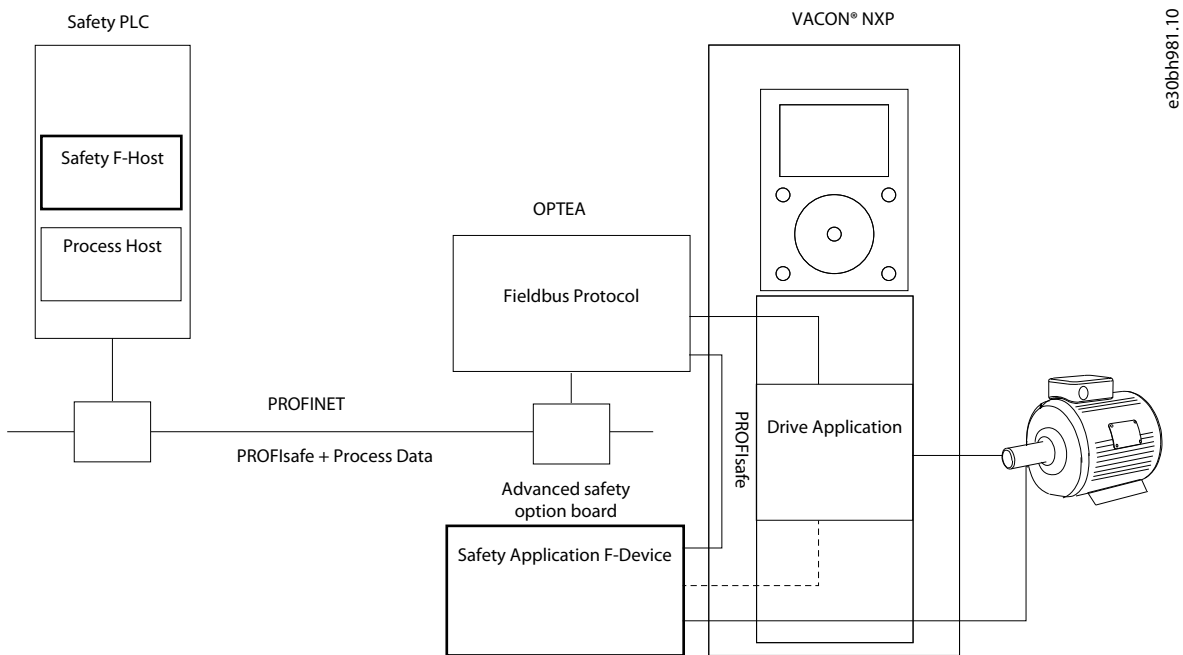 Safety PLC
VACON® NXP
e30bh981.10
Safety F-Host
Process Host
OPTEA
Fieldbus Protocol
PROFINET
PROFIsafe + Process Data
PROFIsafe
Drive Application
Advanced safety
option board
Safety Application F-Device